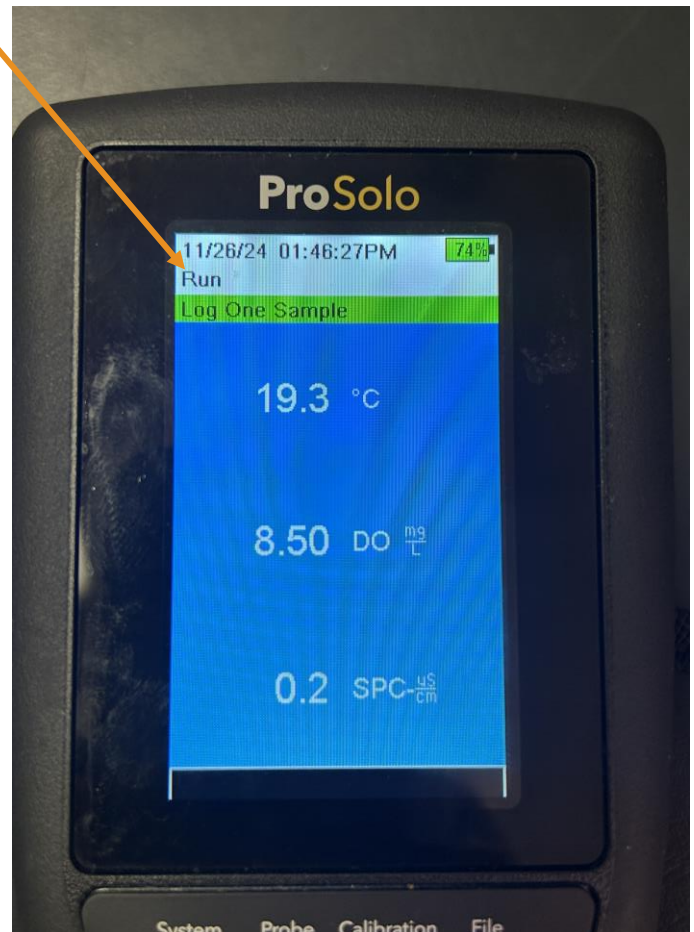 ProSolo
11/26/24 01:46:27PM 74%
Run
Log One Sample
19.3 °C
8.50 DO mg/L
0.2 SPC-uS/cm
System Probe Calibration File